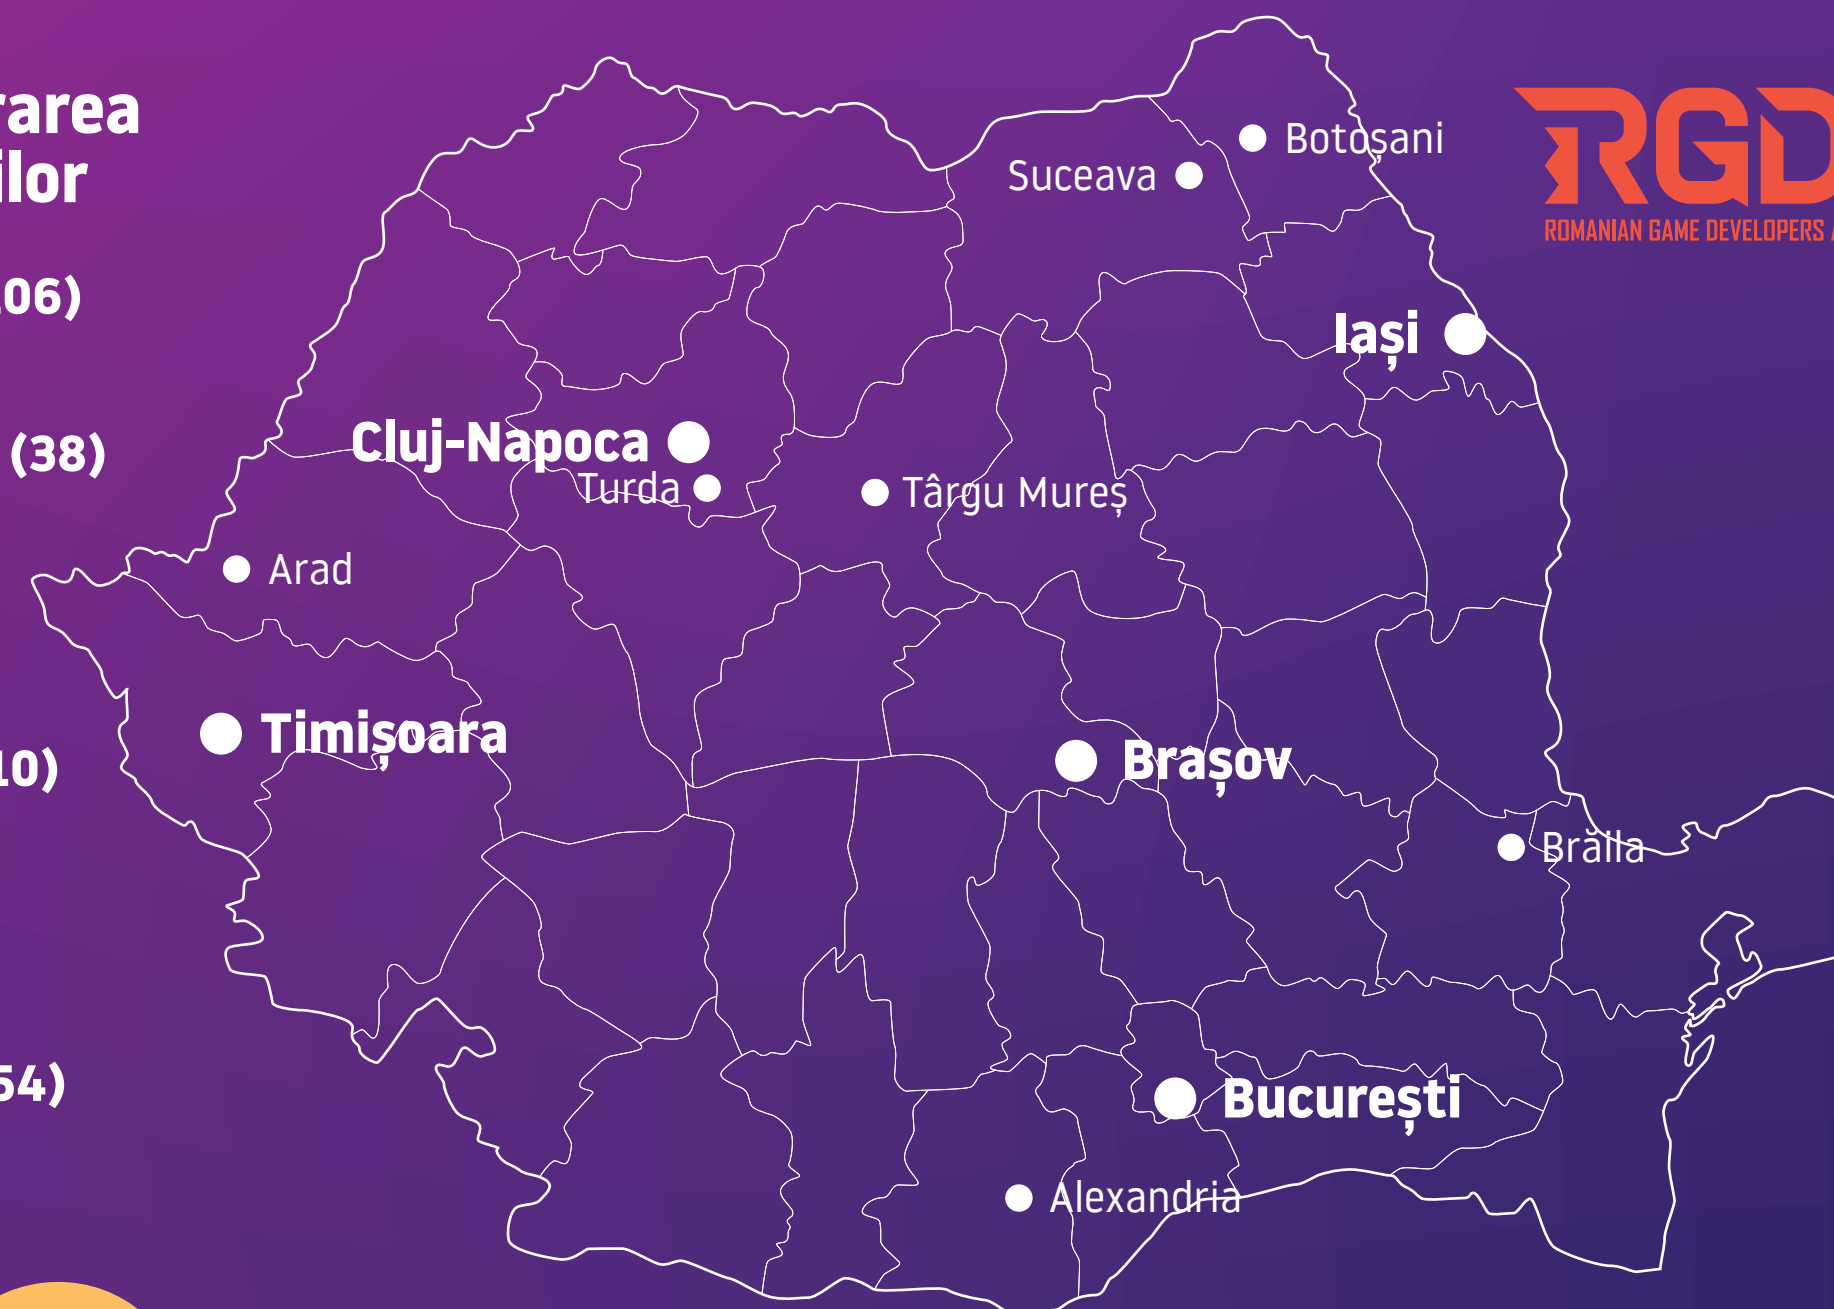 rarea
ilor
06)
(38)
10)
54)
Botoșani
Suceava
RGD
ROMANIAN GAME DEVELOPERS A
Iași
Cluj-Napoca
Turda
Târgu Mureș
Arad
Timișoara
Brașov
Brăila
București
Alexandria